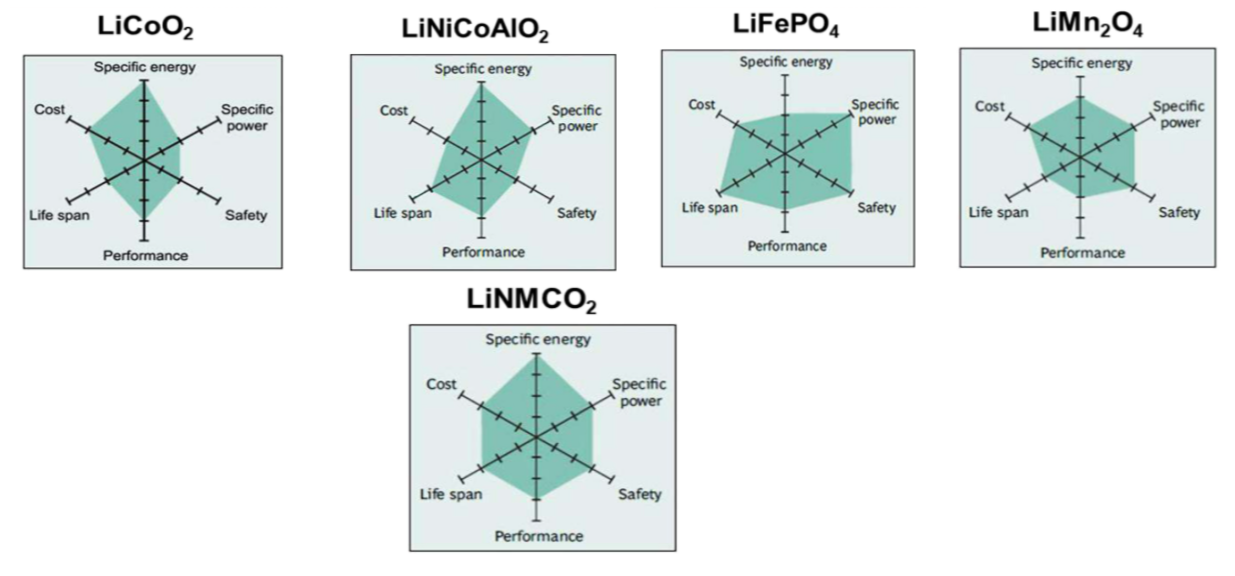 LiCoO₂
LiNiCoAlO₂
LiFePO₄
LiMn₂O₄
Specific energy
Cost
Specific
power
Life span
Safety
Performance
Specific energy
Cost
Specific
power
Life span
Safety
Performance
Specific energy
Cost
Specific
power
Life span
Safety
Performance
Specific energy
Cost
Specific
power
Life span
Safety
Performance
LiNMCO₂
Specific energy
Cost
Specific
power
Life span
Safety
Performance